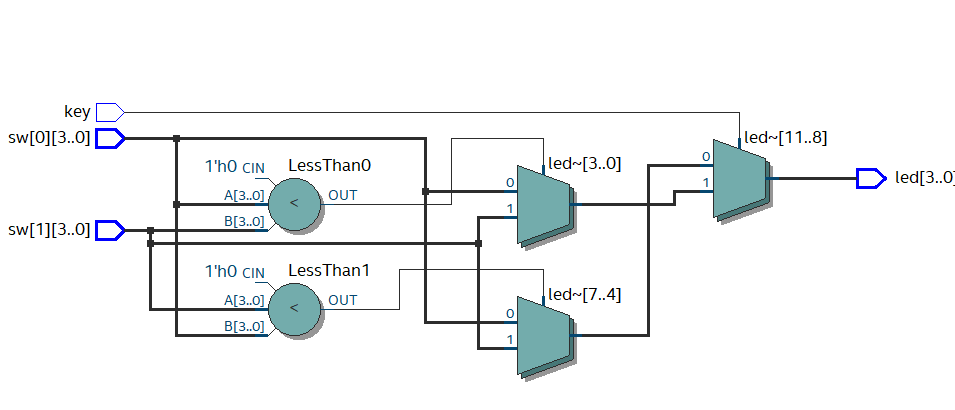 key
led~[11..8]
sw[0][3..0]
0
1
led[3..0]
1'h0 CIN
LessThan0
led~[3..0]
A[3..0]
<
OUT
B[3..0]
0
1
sw[1][3..0]
1'h0 CIN
LessThan1
led~[7..4]
A[3..0]
<
OUT
B[3..0]
0
1